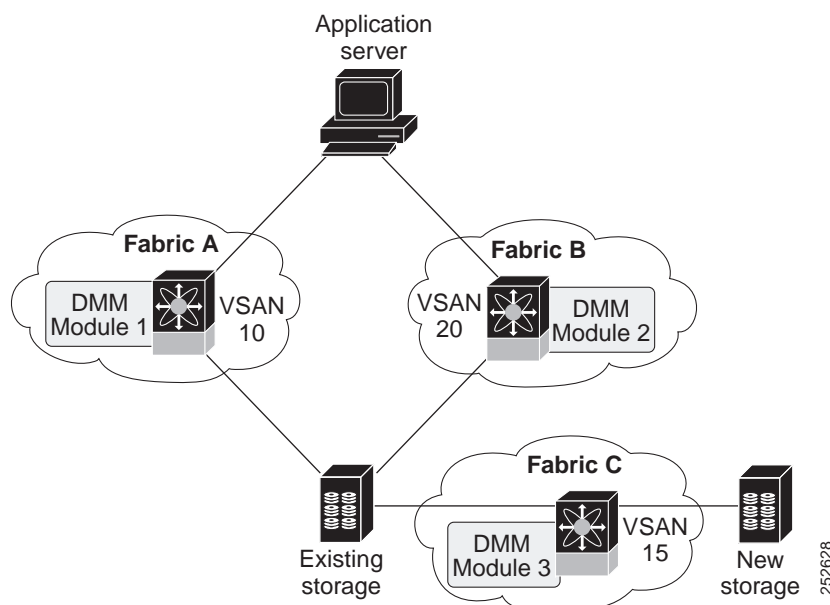 Application
server
Fabric A
DMM
Module 1
VSAN
10
Fabric B
VSAN
20
DMM
Module 2
Fabric C
DMM
Module 3
VSAN
15
Existing
storage
New
storage
252628